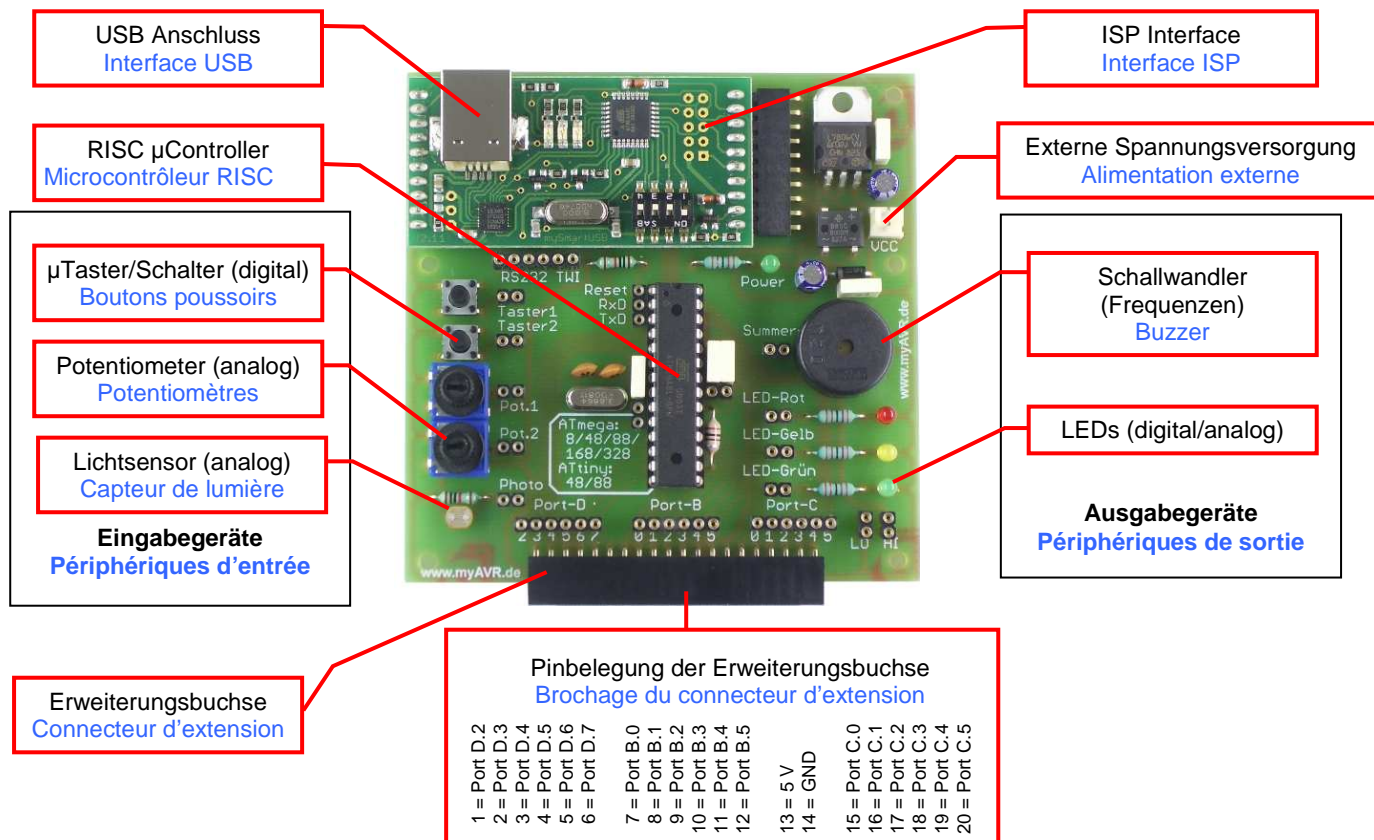 USB Anschluss
Interface USB
ISP Interface
Interface ISP
RISC µController
Microcontrôleur RISC
Externe Spannungsversorgung
Alimentation externe
µTaster/Schalter (digital)
Boutons poussoirs
Potentiometer (analog)
Potentiomètres
Lichtsensor (analog)
Capteur de lumière
Eingabegeräte
Périphériques d'entrée
Schallwandler
(Frequenzen)
Buzzer
LEDs (digital/analog)
Ausgabegeräte
Périphériques de sortie
mySmartUSB
VCC
RS232 TWI
Power
Reset
RxD
TxD
Taster1
Taster2
Summer
www.myAVR.de
Pot.1
Pot.2
Photo
ATmega:
8/48/88/
168/328
ATtiny:
48/88
LED-Rot
LED-Gelb
LED-Grün
Port-D
Port-B
Port-C
2 3 4 5 6 7
0 1 2 3 4 5
0 1 2 3 4 5
LO HI
www.myAVR.de
Erweiterungsbuchse
Connecteur d'extension
Pinbelegung der Erweiterungsbuchse
Brochage du connecteur d'extension
1 = Port D.2
2 = Port D.3
3 = Port D.4
4 = Port D.5
5 = Port D.6
6 = Port D.7
7 = Port B.0
8 = Port B.1
9 = Port B.2
10 = Port B.3
11 = Port B.4
12 = Port B.5
13 = 5 V
14 = GND
15 = Port C.0
16 = Port C.1
17 = Port C.2
18 = Port C.3
19 = Port C.4
20 = Port C.5